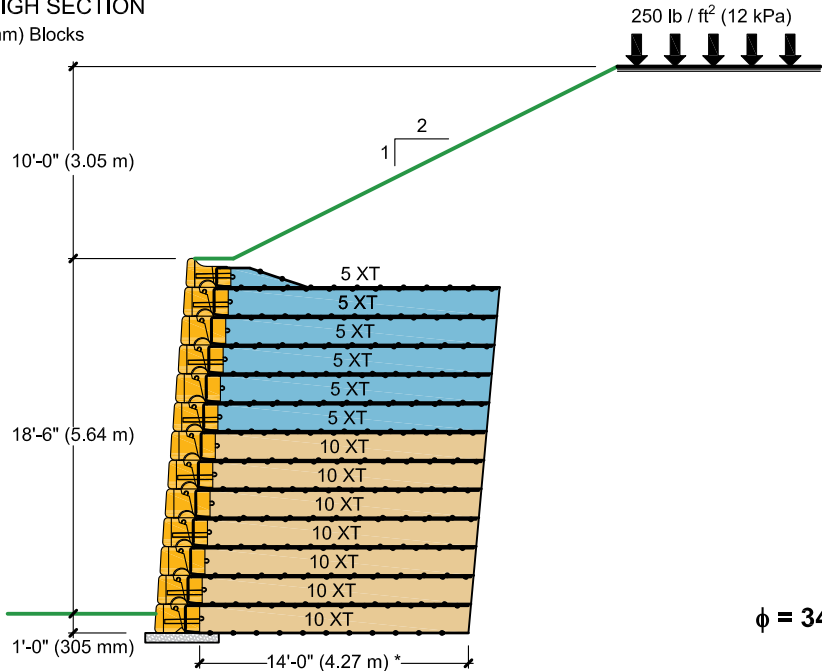 IGH SECTION
m) Blocks
250 lb / ft² (12 kPa)
2
1
10'-0" (3.05 m)
5 XT
5 XT
5 XT
5 XT
5 XT
5 XT
18'-6" (5.64 m)
10 XT
10 XT
10 XT
10 XT
10 XT
10 XT
10 XT
ϕ = 34
1'-0" (305 mm)
14'-0" (4.27 m) *